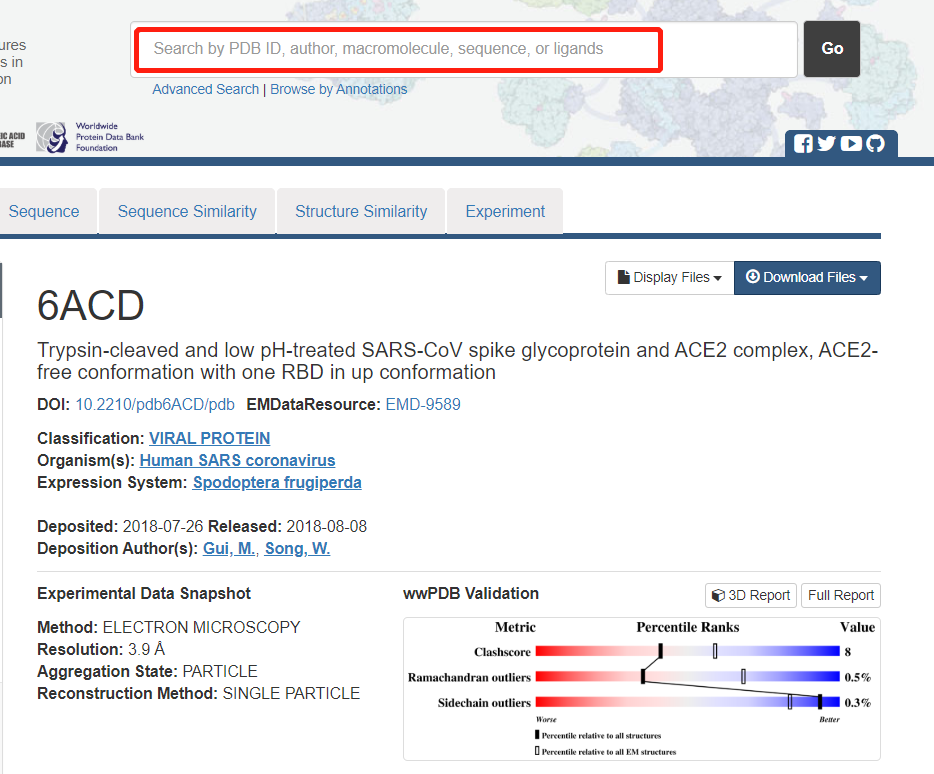 ures
s in
on
Search by PDB ID, author, macromolecule, sequence, or ligands
Go
Advanced Search | Browse by Annotations
EIC ACID
BASE
Worldwide
Protein Data Bank
Foundation
Sequence
Sequence Similarity
Structure Similarity
Experiment
Display Files
Download Files
6ACD
Trypsin-cleaved and low pH-treated SARS-CoV spike glycoprotein and ACE2 complex, ACE2-
free conformation with one RBD in up conformation
DOI: 10.2210/pdb6ACD/pdb EMDataResource: EMD-9589
Classification: VIRAL PROTEIN
Organism(s): Human SARS coronavirus
Expression System: Spodoptera frugiperda
Deposited: 2018-07-26 Released: 2018-08-08
Deposition Author(s): Gui, M., Song, W.
Experimental Data Snapshot
Method: ELECTRON MICROSCOPY
Resolution: 3.9 Å
Aggregation State: PARTICLE
Reconstruction Method: SINGLE PARTICLE
wwPDB Validation
3D Report
Full Report
Metric Percentile Ranks Value
Clashscore 8
Ramachandran outliers 0.5%
Sidechain outliers 0.3%
Worse Better
Percentile relative to all structures
Percentile relative to all EM structures